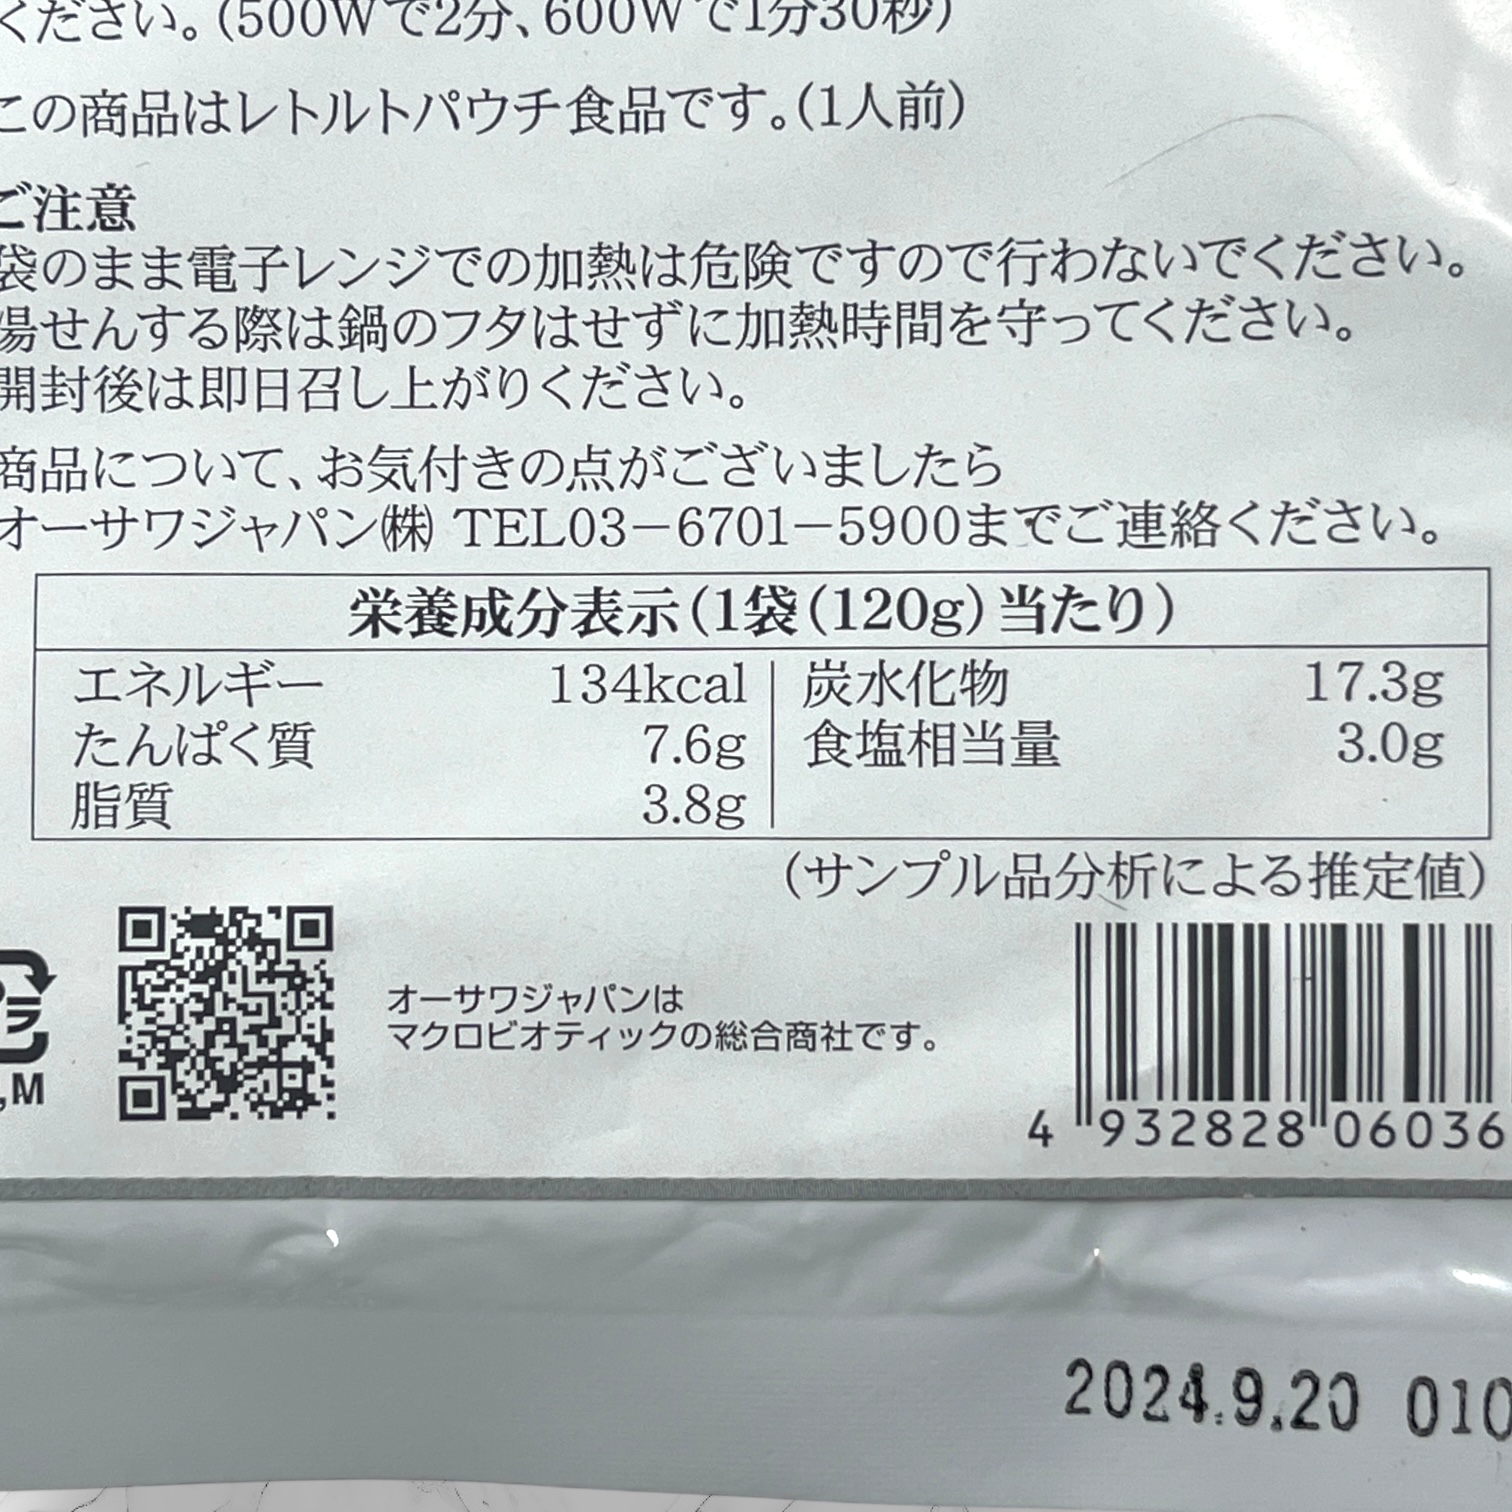 ください。(500Wで2分、600Wで1分30秒)
この商品はレトルトパウチ食品です。(1人前)
ご注意
袋のまま電子レンジでの加熱は危険ですので行わないでください。
湯せんする際は鍋のフタはせずに加熱時間を守ってください。
開封後は即日召し上がりください。
商品について、お気付きの点がございましたら
オーサワジャパン㈱ TEL03−6701−5900までご連絡ください。
栄養成分表示(1袋(120g)当たり)
エネルギー 134kcal
たんぱく質 7.6g
脂質 3.8g
炭水化物 17.3g
食塩相当量 3.0g
(サンプル品分析による推定値)
プラ
,M
オーサワジャパンは
マクロビオティックの総合商社です。
4 932828 06036
2024.9.20 010